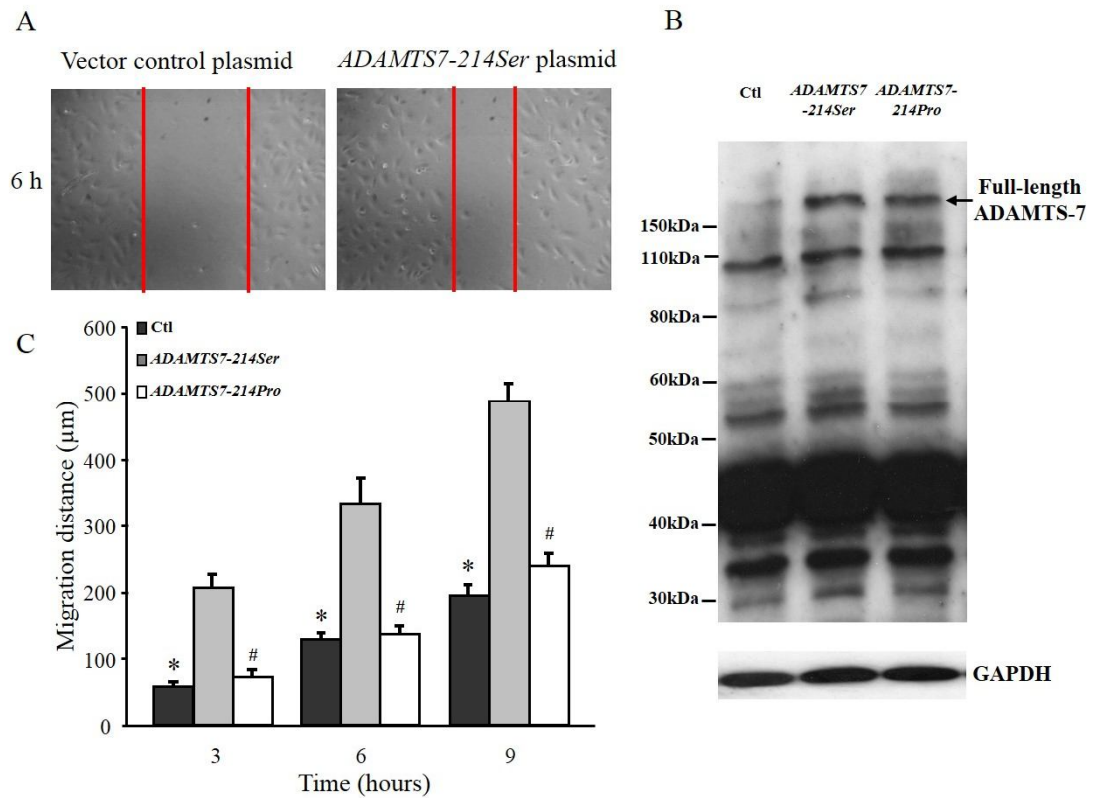 A
Vector control plasmid
ADAMTS7-214Ser plasmid
6 h
B
Ctl
ADAMTS7
-214Ser
ADAMTS7-
214Pro
Full-length
ADAMTS-7
150kDa
110kDa
80kDa
60kDa
50kDa
40kDa
30kDa
GAPDH
C
Ctl
ADAMTS7-214Ser
ADAMTS7-214Pro
Migration distance (µm)
600
500
400
300
200
100
0
*
#
*
#
*
#
3
6
9
Time (hours)